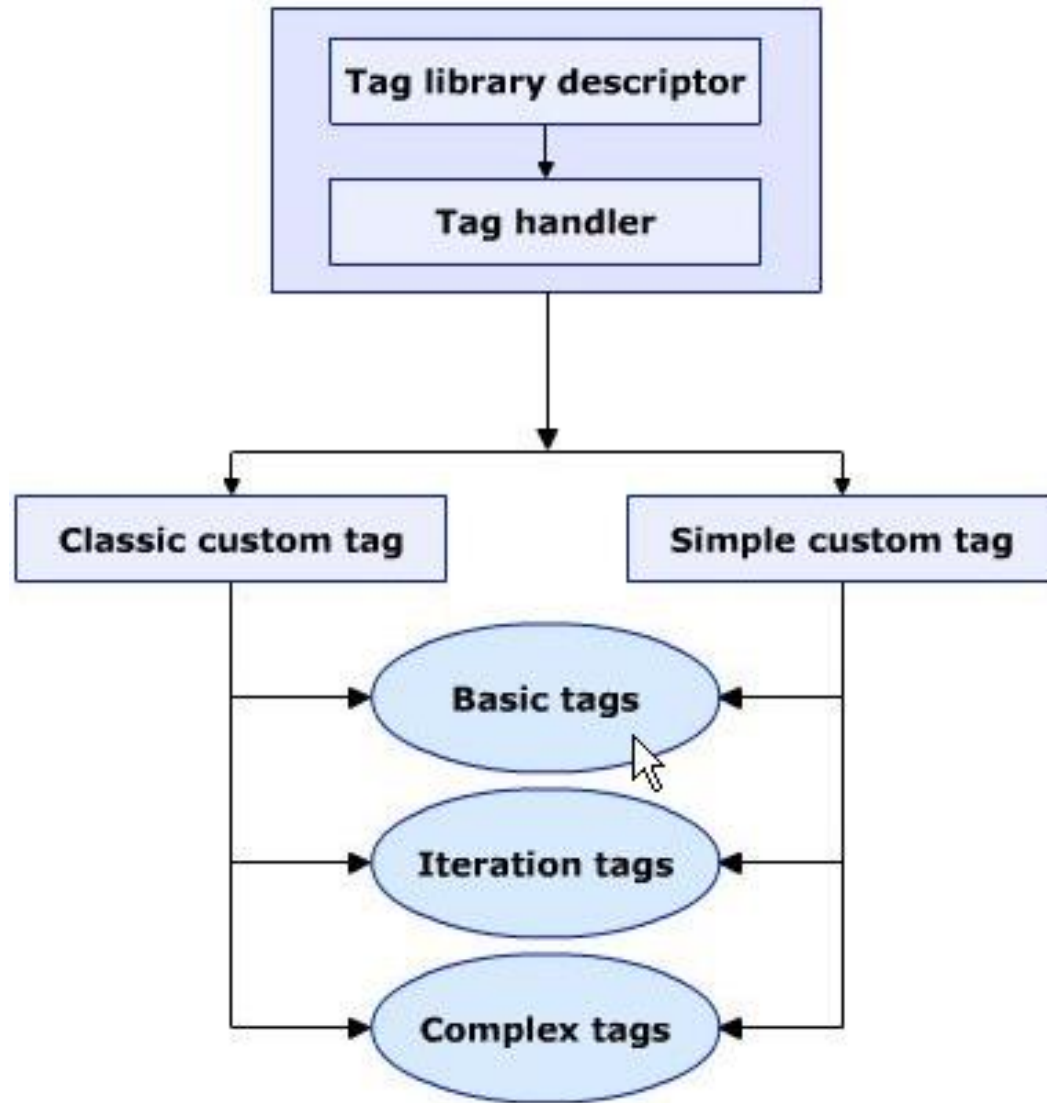 Tag library descriptor
Tag handler
Classic custom tag
Simple custom tag
Basic tags
Iteration tags
Complex tags